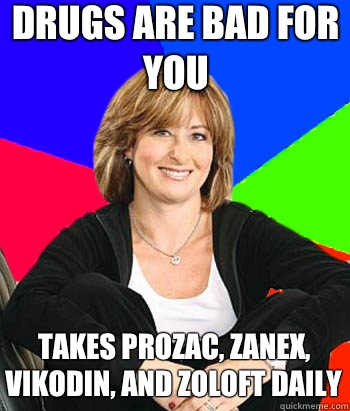 DRUGS ARE BAD FOR
YOU
TAKES PROZAC, ZANEX,
VIKODIN, AND ZOLOFT DAILY
quickmeme.com